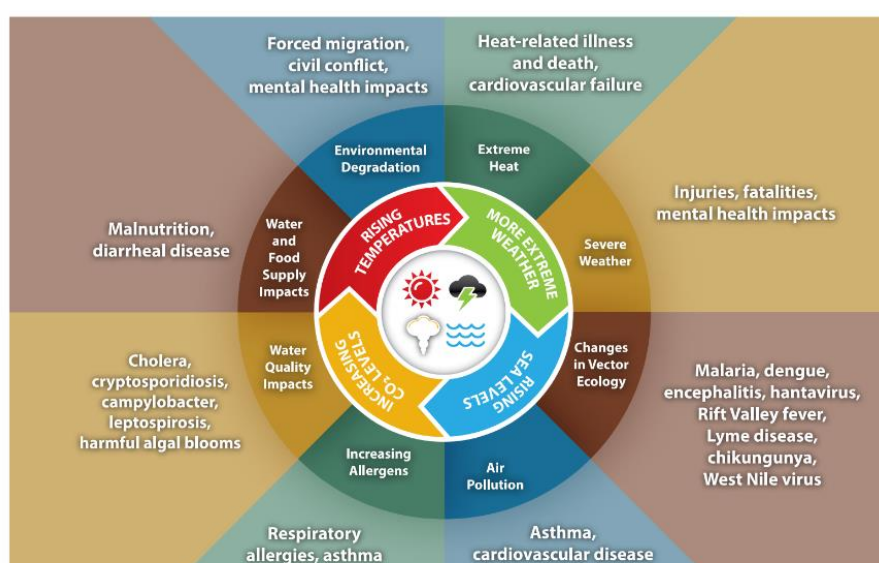 Forced migration,
civil conflict,
mental health impacts
Heat-related illness
and death,
cardiovascular failure
Environmental
Degradation
Extreme
Heat
Malnutrition,
diarrheal disease
Water
and
Food
Supply
Impacts
RISING
TEMPERATURES
MORE EXTREME
WEATHER
Severe
Weather
Injuries, fatalities,
mental health impacts
Cholera,
cryptosporidiosis,
campylobacter,
leptospirosis,
harmful algal blooms
Water
Quality
Impacts
INCREASING
CO₂ LEVELS
RISING
SEA LEVELS
Changes
in Vector
Ecology
Malaria, dengue,
encephalitis, hantavirus,
Rift Valley fever,
Lyme disease,
chikungunya,
West Nile virus
Increasing
Allergens
Air
Pollution
Respiratory
allergies, asthma
Asthma,
cardiovascular disease